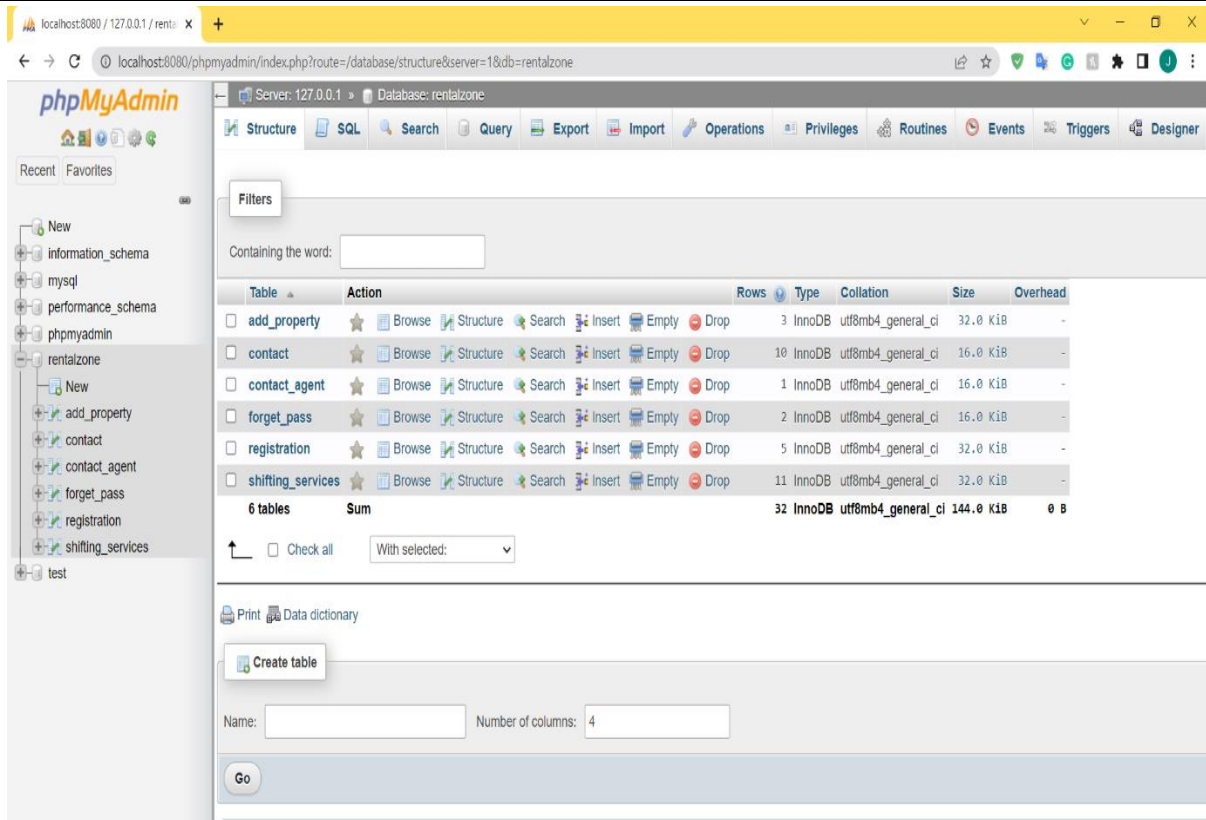 localhost:8080 / 127.0.0.1 / renta
localhost:8080/phpmyadmin/index.php?route=/database/structure&server=1&db=rentalzone
J
phpMyAdmin
Recent Favorites
New
information_schema
mysql
performance_schema
phpmyadmin
rentalzone
New
add_property
contact
contact_agent
forget_pass
registration
shifting_services
test
Server: 127.0.0.1 » Database: rentalzone
Structure SQL Search Query Export Import Operations Privileges Routines Events Triggers Designer
Filters
Containing the word:
Table Action Rows Type Collation Size Overhead
add_property Browse Structure Search Insert Empty Drop 3 InnoDB utf8mb4_general_ci 32.0 KiB -
contact Browse Structure Search Insert Empty Drop 10 InnoDB utf8mb4_general_ci 16.0 KiB -
contact_agent Browse Structure Search Insert Empty Drop 1 InnoDB utf8mb4_general_ci 16.0 KiB -
forget_pass Browse Structure Search Insert Empty Drop 2 InnoDB utf8mb4_general_ci 16.0 KiB -
registration Browse Structure Search Insert Empty Drop 5 InnoDB utf8mb4_general_ci 32.0 KiB -
shifting_services Browse Structure Search Insert Empty Drop 11 InnoDB utf8mb4_general_ci 32.0 KiB -
6 tables Sum 32 InnoDB utf8mb4_general_ci 144.0 KiB 0 B
Check all With selected:
Print Data dictionary
Create table
Name: Number of columns: 4
Go